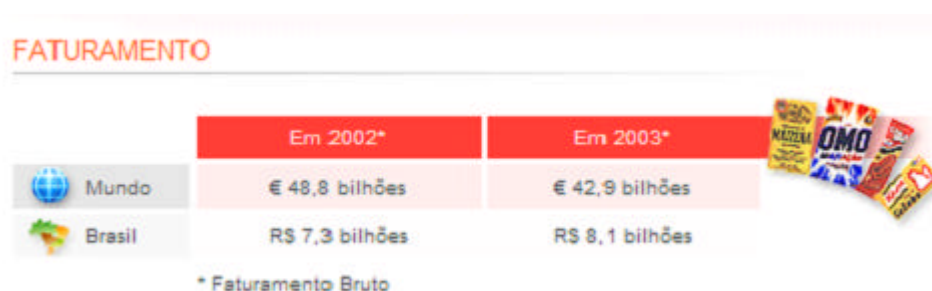 FATURAMENTO
Em 2002* Em 2003*
Mundo € 48,8 bilhões € 42,9 bilhões
Brasil R$ 7,3 bilhões R$ 8,1 bilhões
* Faturamento Bruto
MAIZENA
OMO